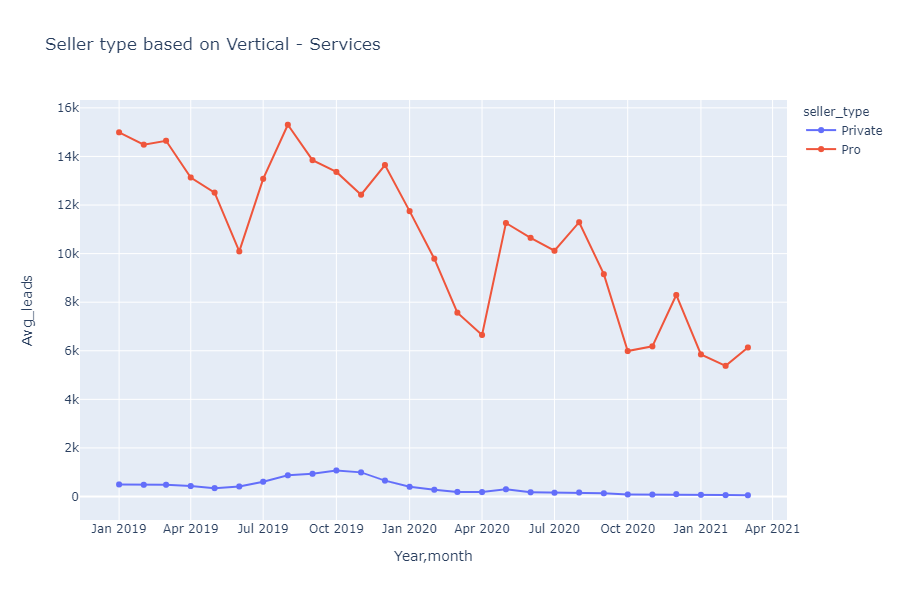 Seller type based on Vertical - Services
16k
14k
12k
10k
8k
6k
4k
2k
0
Avg_leads
Jan 2019 Apr 2019 Jul 2019 Oct 2019 Jan 2020 Apr 2020 Jul 2020 Oct 2020 Jan 2021 Apr 2021
Year,month
seller_type
Private
Pro